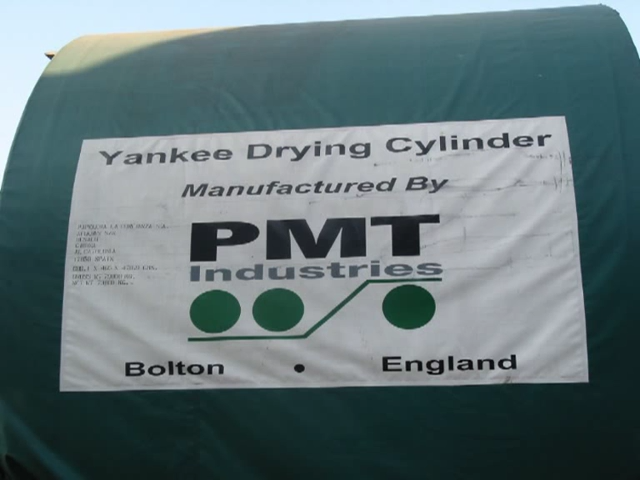 Yankee Drying Cylinder
Manufactured By
PMT
Industries
Bolton • England